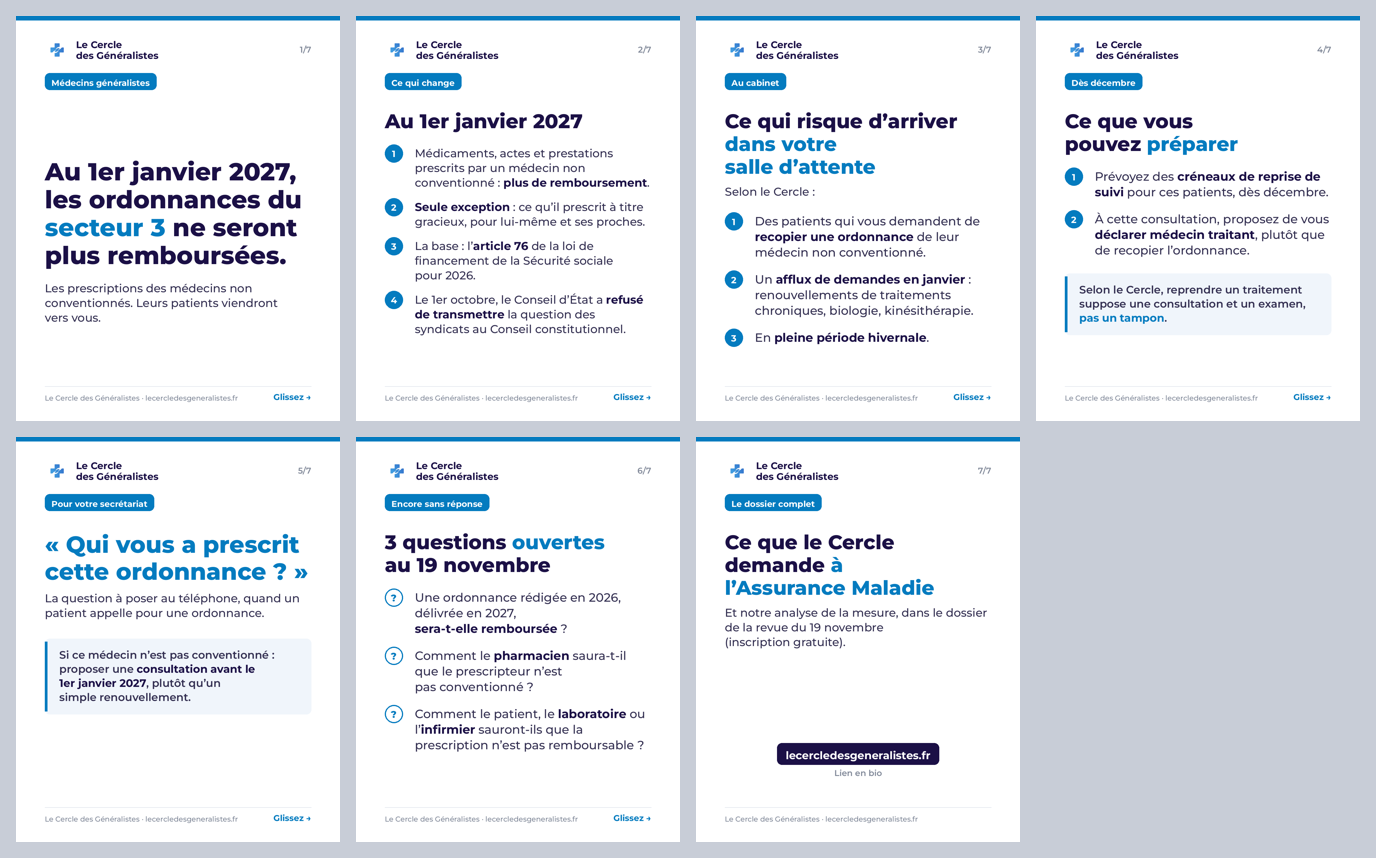 Le Cercle
des Généralistes
1/7
Médecins généralistes
Au 1er janvier 2027,
les ordonnances du
secteur 3 ne seront
plus remboursées.
Les prescriptions des médecins non
conventionnés. Leurs patients viendront
vers vous.
Le Cercle des Généralistes · lecercledesgeneralistes.fr
Glissez →
Le Cercle
des Généralistes
2/7
Ce qui change
Au 1er janvier 2027
1
Médicaments, actes et prestations
prescrits par un médecin non
conventionné : plus de remboursement.
2
Seule exception : ce qu’il prescrit à titre
gracieux, pour lui-même et ses proches.
3
La base : l’article 76 de la loi de
financement de la Sécurité sociale
pour 2026.
4
Le 1er octobre, le Conseil d’État a refusé
de transmettre la question des
syndicats au Conseil constitutionnel.
Le Cercle des Généralistes · lecercledesgeneralistes.fr
Glissez →
Le Cercle
des Généralistes
3/7
Au cabinet
Ce qui risque d’arriver
dans votre
salle d’attente
Selon le Cercle :
1
Des patients qui vous demandent de
recopier une ordonnance de leur
médecin non conventionné.
2
Un afflux de demandes en janvier :
renouvellements de traitements
chroniques, biologie, kinésithérapie.
3
En pleine période hivernale.
Le Cercle des Généralistes · lecercledesgeneralistes.fr
Glissez →
Le Cercle
des Généralistes
4/7
Dès décembre
Ce que vous
pouvez préparer
1
Prévoyez des créneaux de reprise de
suivi pour ces patients, dès décembre.
2
À cette consultation, proposez de vous
déclarer médecin traitant, plutôt que
de recopier l’ordonnance.
Selon le Cercle, reprendre un traitement
suppose une consultation et un examen,
pas un tampon.
Le Cercle des Généralistes · lecercledesgeneralistes.fr
Glissez →
Le Cercle
des Généralistes
5/7
Pour votre secrétariat
« Qui vous a prescrit
cette ordonnance ? »
La question à poser au téléphone, quand un
patient appelle pour une ordonnance.
Si ce médecin n’est pas conventionné :
proposer une consultation avant le
1er janvier 2027, plutôt qu’un
simple renouvellement.
Le Cercle des Généralistes · lecercledesgeneralistes.fr
Glissez →
Le Cercle
des Généralistes
6/7
Encore sans réponse
3 questions ouvertes
au 19 novembre
?
Une ordonnance rédigée en 2026,
délivrée en 2027,
sera-t-elle remboursée ?
?
Comment le pharmacien saura-t-il
que le prescripteur n’est
pas conventionné ?
?
Comment le patient, le laboratoire ou
l’infirmier sauront-ils que la
prescription n’est pas remboursable ?
Le Cercle des Généralistes · lecercledesgeneralistes.fr
Glissez →
Le Cercle
des Généralistes
7/7
Le dossier complet
Ce que le Cercle
demande à
l’Assurance Maladie
Et notre analyse de la mesure, dans le dossier
de la revue du 19 novembre
(inscription gratuite).
lecercledesgeneralistes.fr
Lien en bio
Le Cercle des Généralistes · lecercledesgeneralistes.fr